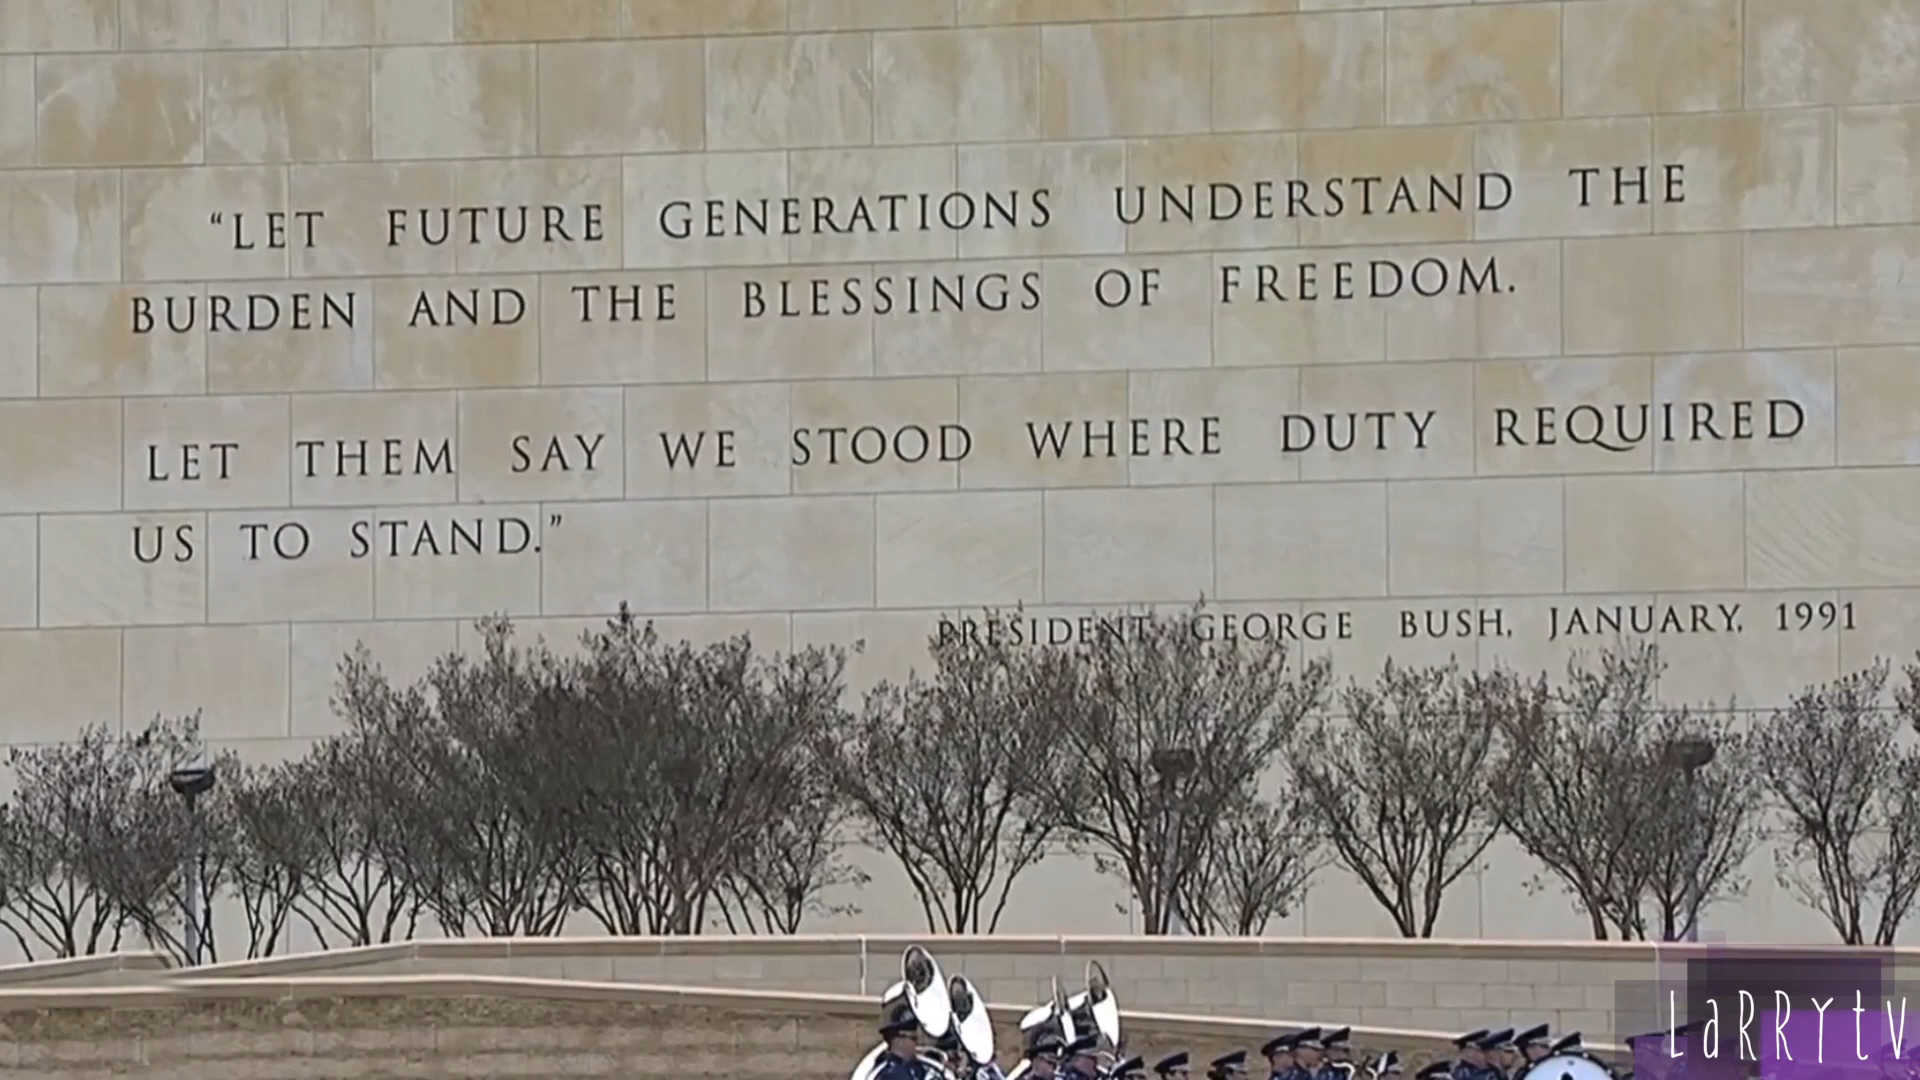 “LET FUTURE GENERATIONS UNDERSTAND THE
BURDEN AND THE BLESSINGS OF FREEDOM.
LET THEM SAY WE STOOD WHERE DUTY REQUIRED
US TO STAND.”
PRESIDENT GEORGE BUSH, JANUARY, 1991
LaRRytv